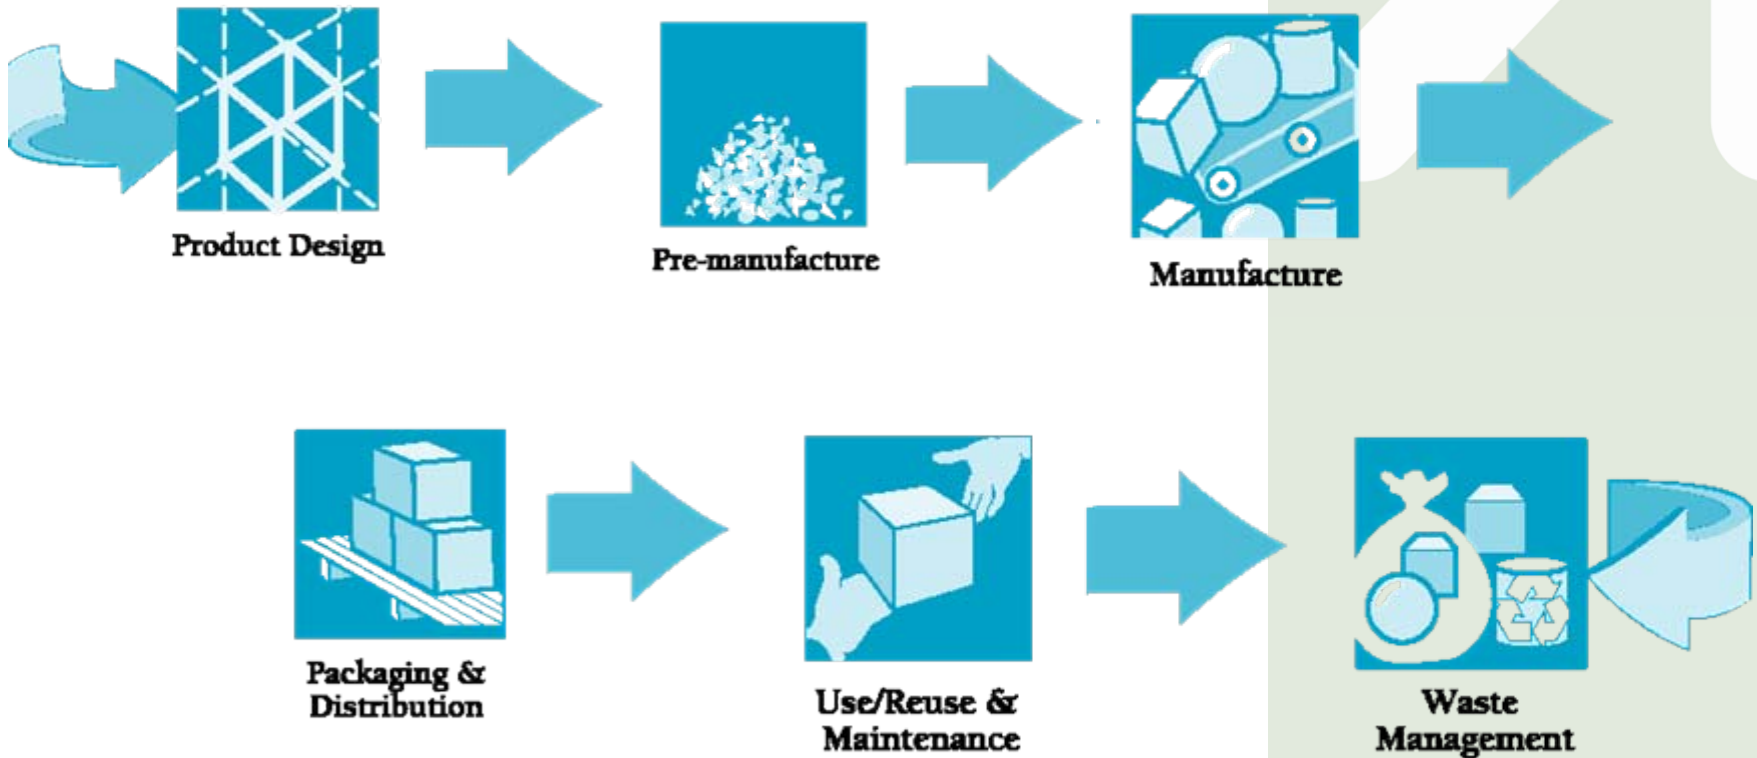 Product Design
Pre-manufacture
Manufacture
Packaging &
Distribution
Use/Reuse &
Maintenance
Waste
Management